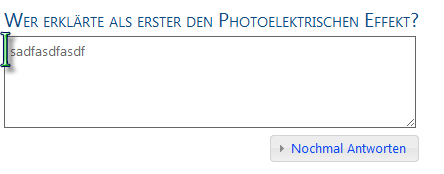 Wer erklärte als erster den Photoelektrischen Effekt?
sadfasdfasdf
Nochmal Antworten